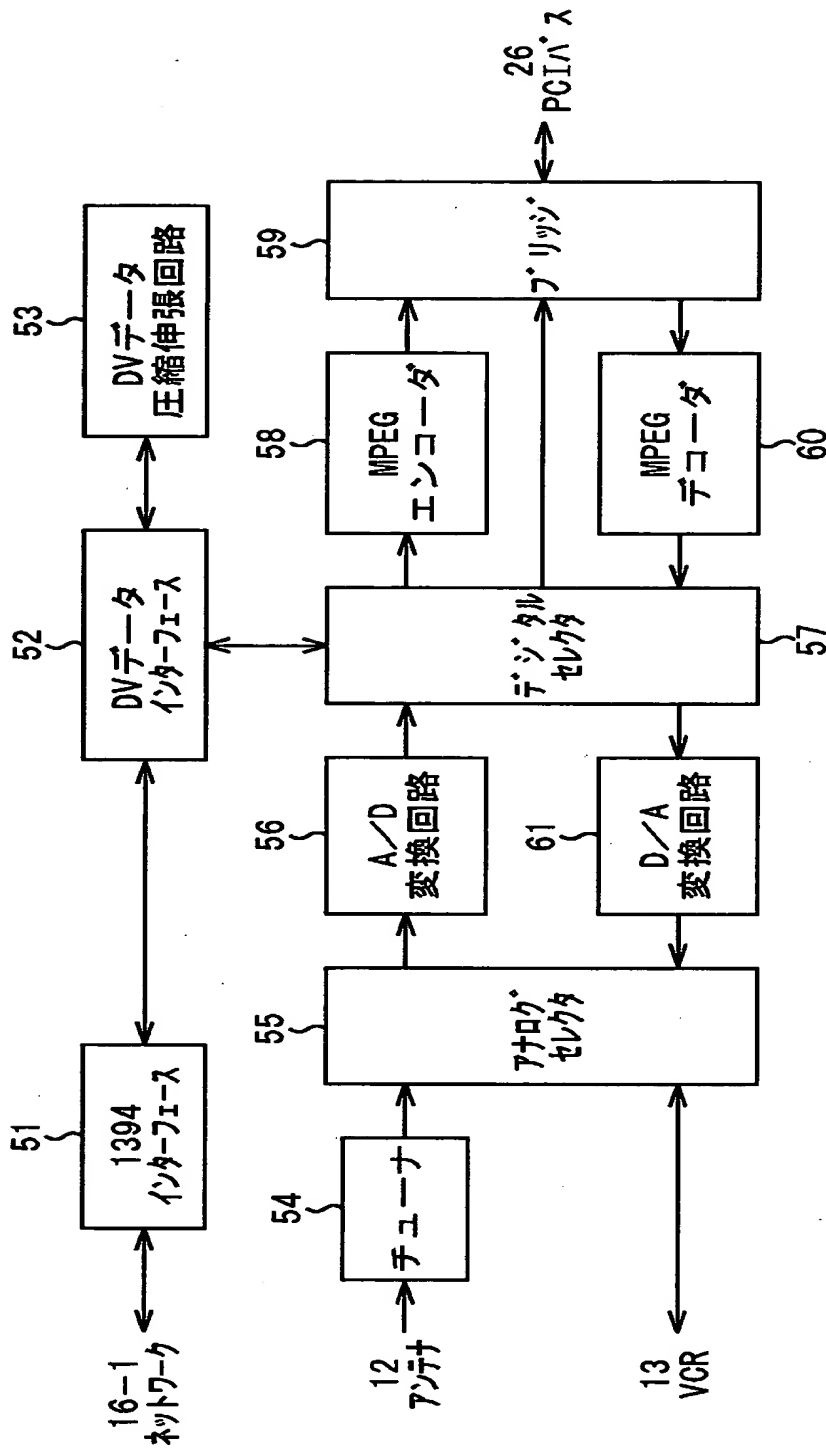 16−1
ネットワーク
51
1394
インターフェース
52
DVデータ
インターフェース
53
DVデータ
圧縮伸張回路
12
アンテナ
54
チューナ
13
VCR
55
アナログ
セレクタ
56
A／D
変換回路
61
D／A
変換回路
57
デジタル
セレクタ
58
MPEG
エンコーダ
60
MPEG
デコーダ
59
ブリッジ
26
PCIバス